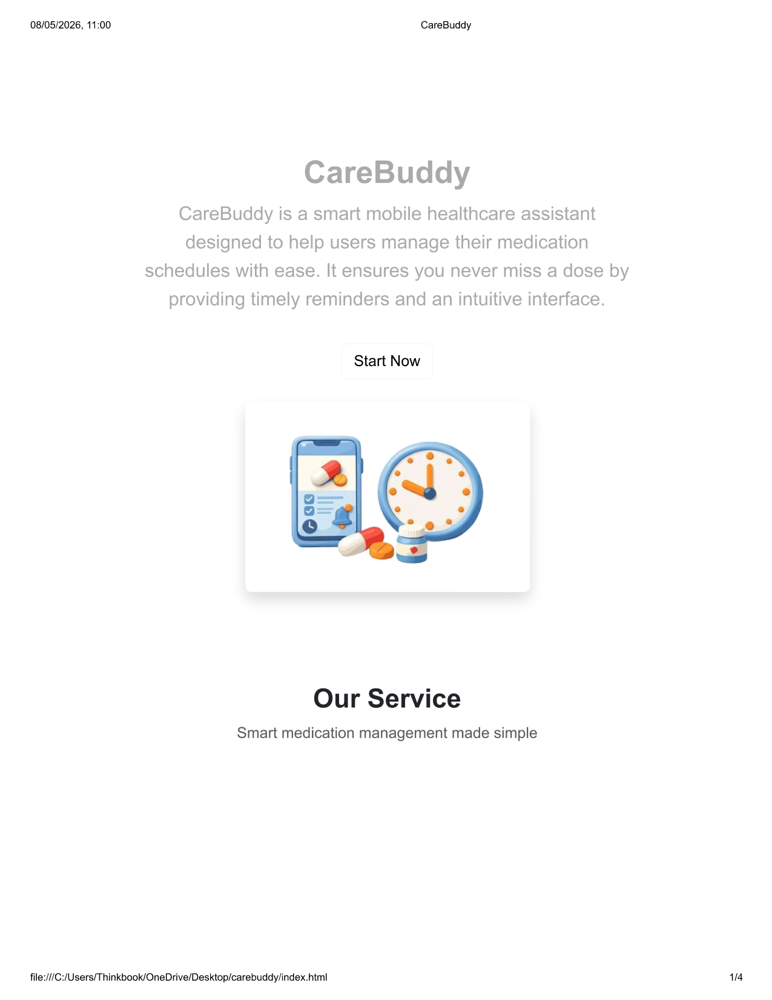 08/05/2026, 11:00
CareBuddy
CareBuddy
CareBuddy is a smart mobile healthcare assistant
designed to help users manage their medication
schedules with ease. It ensures you never miss a dose by
providing timely reminders and an intuitive interface.
Start Now
Our Service
Smart medication management made simple
file:///C:/Users/Thinkbook/OneDrive/Desktop/carebuddy/index.html
1/4